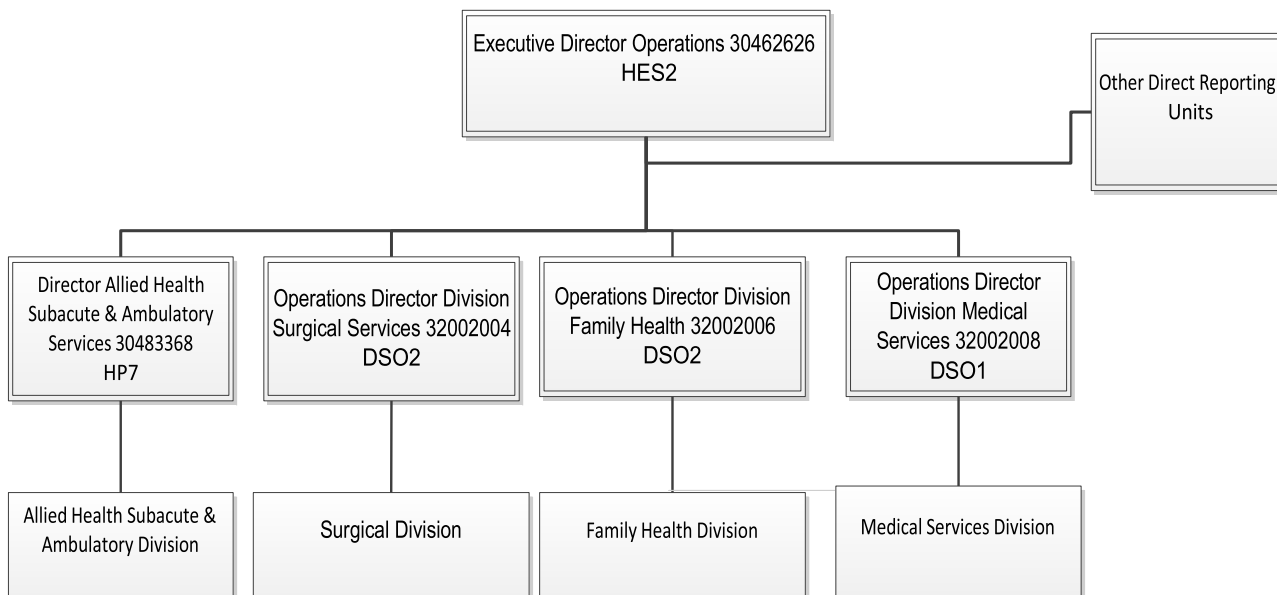 Executive Director Operations 30462626
HES2
Other Direct Reporting
Units
Director Allied Health
Subacute & Ambulatory
Services 30483368
HP7
Operations Director Division
Surgical Services 32002004
DSO2
Operations Director Division
Family Health 32002006
DSO2
Operations Director
Division Medical
Services 32002008
DSO1
Allied Health Subacute &
Ambulatory Division
Surgical Division
Family Health Division
Medical Services Division